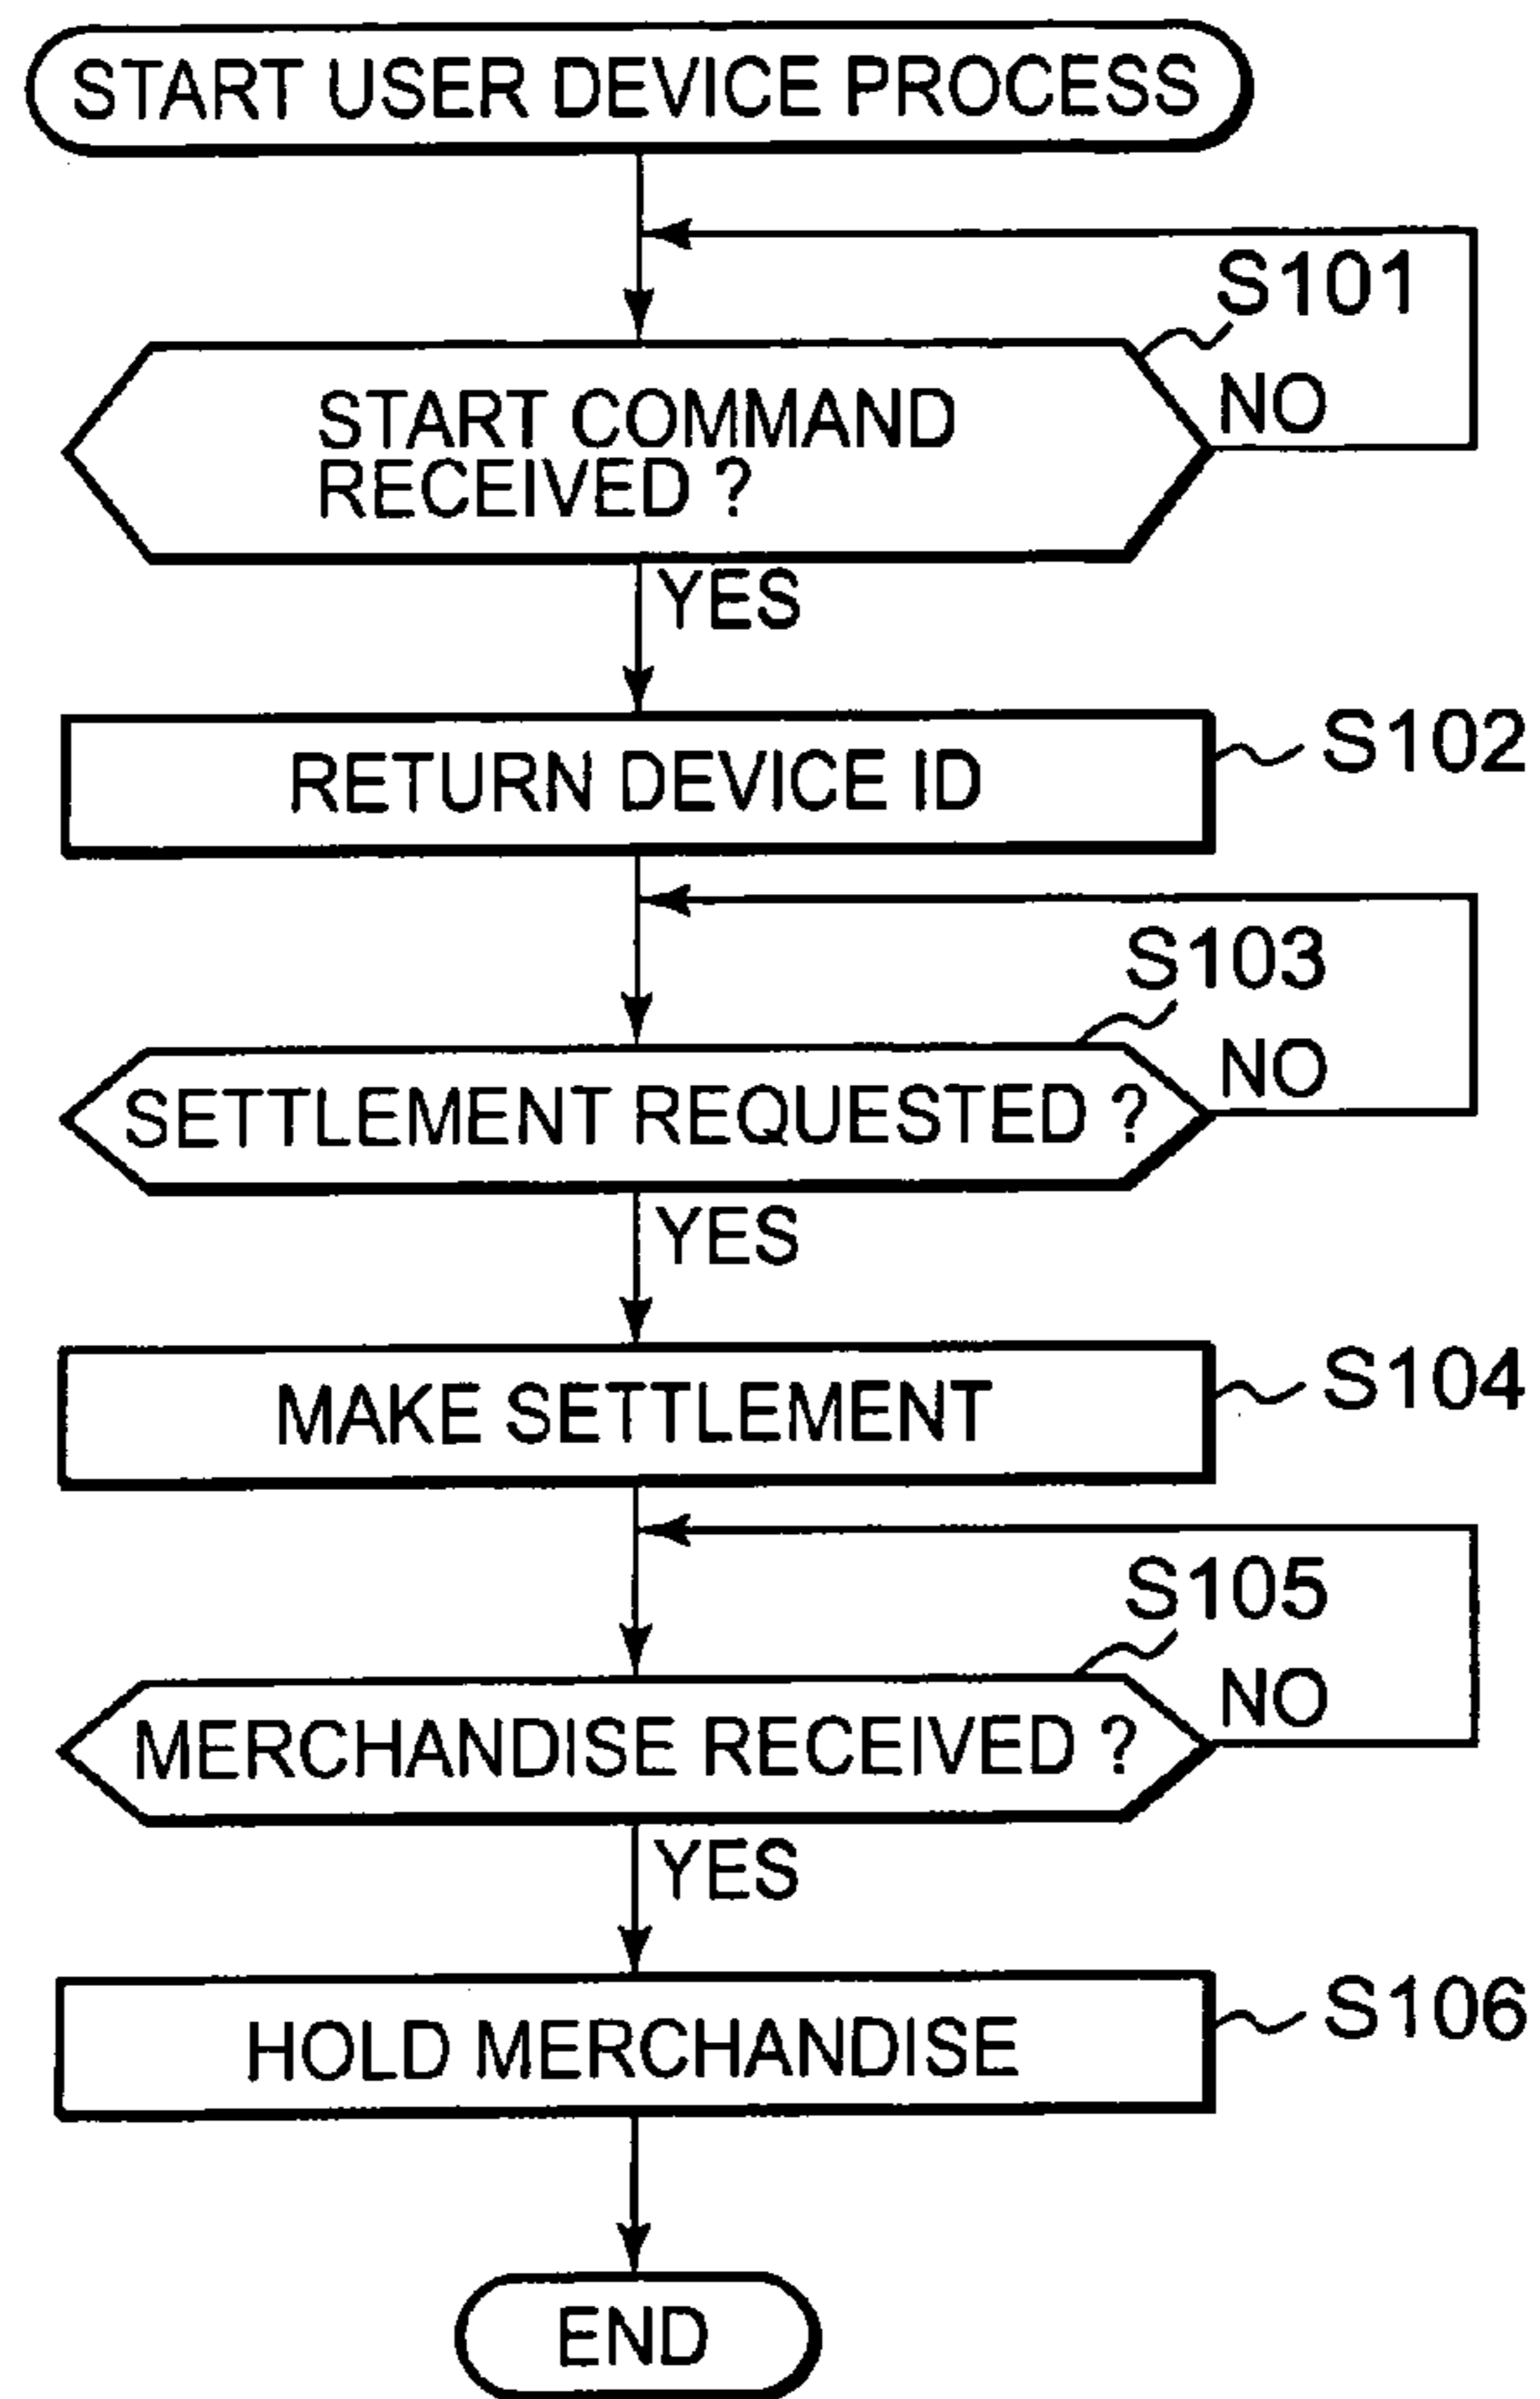 START USER DEVICE PROCESS
S101
START COMMAND
RECEIVED ?
NO
YES
RETURN DEVICE ID
S102
S103
SETTLEMENT REQUESTED ?
NO
YES
MAKE SETTLEMENT
S104
S105
MERCHANDISE RECEIVED ?
NO
YES
HOLD MERCHANDISE
S106
END